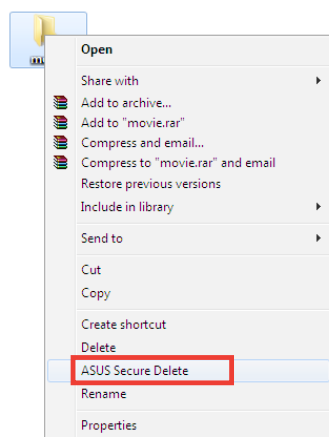 Open
Share with
Add to archive...
Add to "movie.rar"
Compress and email...
Compress to "movie.rar" and email
Restore previous versions
Include in library
Send to
Cut
Copy
Create shortcut
Delete
ASUS Secure Delete
Rename
Properties